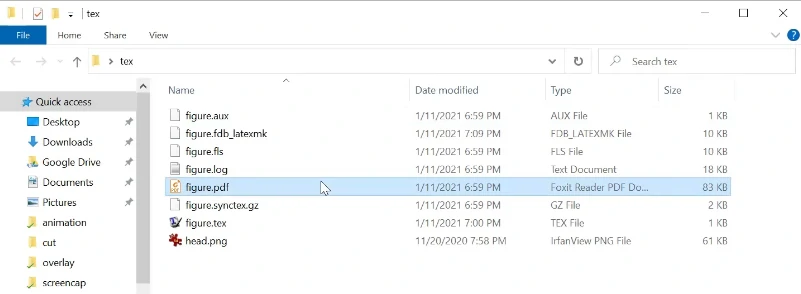 tex
File Home Share View
tex Search tex
Name Date modified Type Size
Quick access
Desktop
Downloads
Google Drive
Documents
Pictures
animation
cut
overlay
screencap
figure.aux 1/11/2021 6:59 PM AUX File 1 KB
figure.fdb_latexmk 1/11/2021 7:09 PM FDB_LATEXMK File 10 KB
figure.fls 1/11/2021 6:59 PM FLS File 10 KB
figure.log 1/11/2021 6:59 PM Text Document 18 KB
figure.pdf 1/11/2021 6:59 PM Foxit Reader PDF Do... 83 KB
figure.synctex.gz 1/11/2021 6:59 PM GZ File 2 KB
figure.tex 1/11/2021 7:00 PM TEX File 1 KB
head.png 11/20/2020 7:58 PM IrfanView PNG File 61 KB